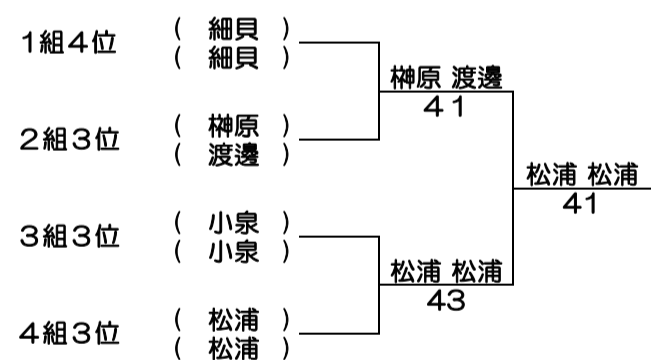 1組4位
( 細貝 )
( 細貝 )
榊原 渡邊
41
2組3位
( 榊原 )
( 渡邊 )
松浦 松浦
41
3組3位
( 小泉 )
( 小泉 )
松浦 松浦
43
4組3位
( 松浦 )
( 松浦 )